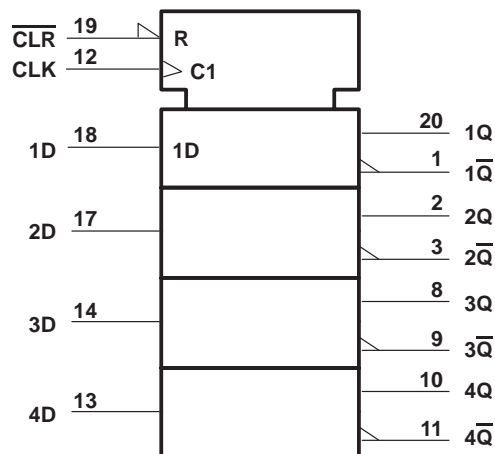 C̅L̅R̅ 19 R
CLK 12 C1
1D 18 1D
20 1Q
1 1Q̅
2D 17
2 2Q
3 2Q̅
3D 14
8 3Q
9 3Q̅
4D 13
10 4Q
11 4Q̅